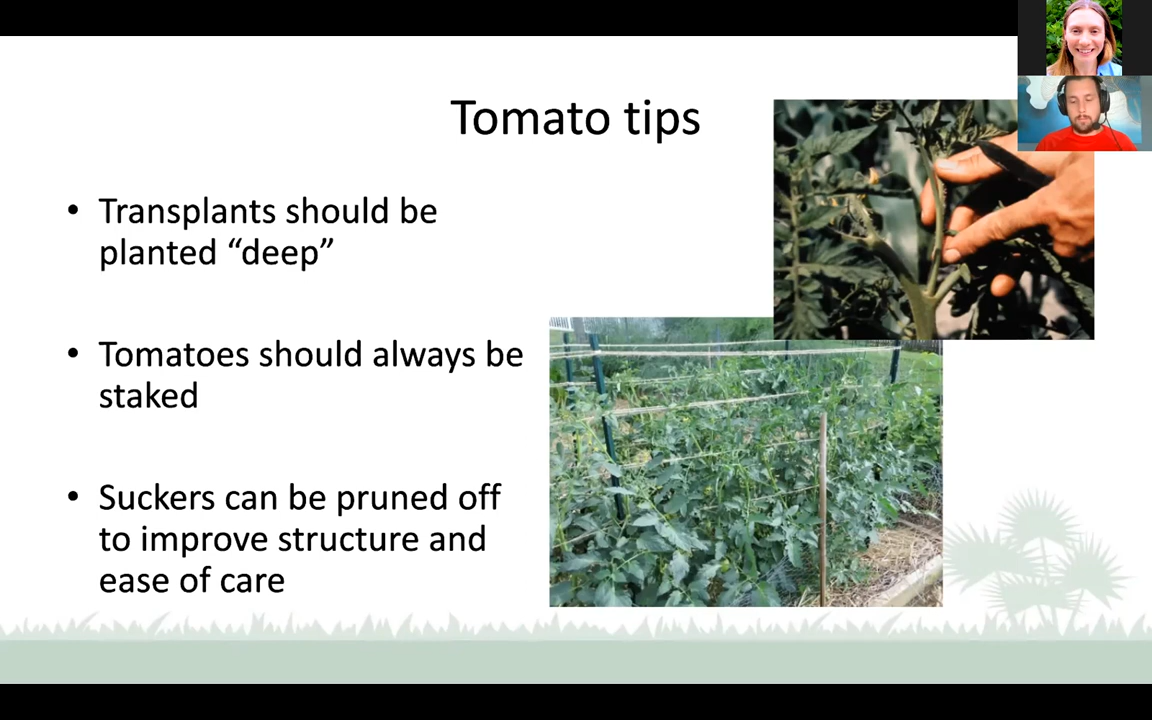 Tomato tips
• Transplants should be
planted “deep”
• Tomatoes should always be
staked
• Suckers can be pruned off
to improve structure and
ease of care